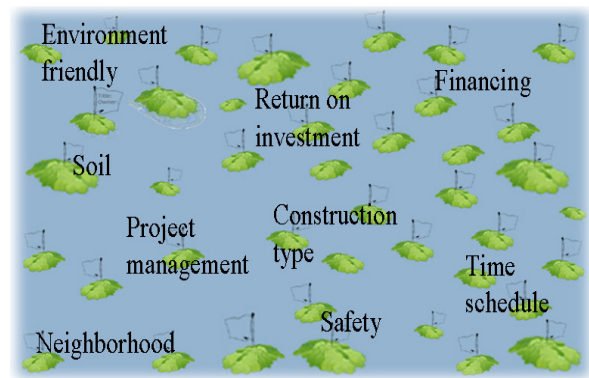 Environment
friendly
Financing
Return on
investment
Soil
Project
management
Construction
type
Time
schedule
Safety
Neighborhood